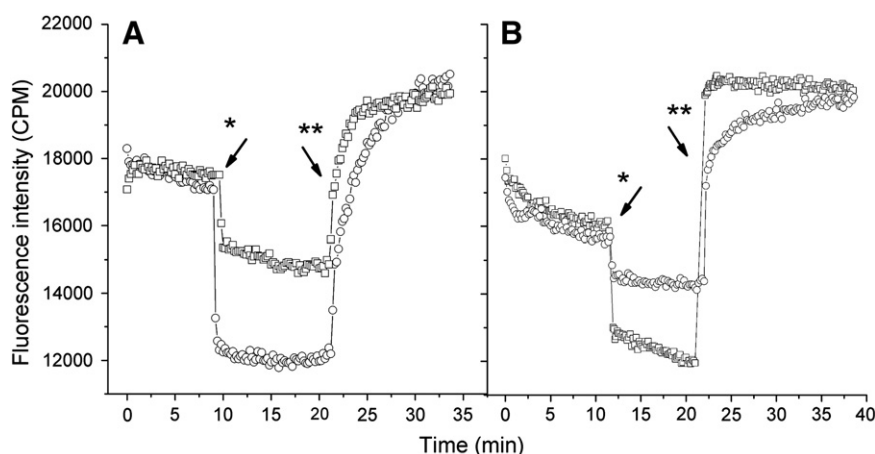 A
B
Fluorescence intensity (CPM)
22000
20000
18000
16000
14000
12000
*
**
*
**
0 5 10 15 20 25 30 35
0 5 10 15 20 25 30 35 40
Time (min)